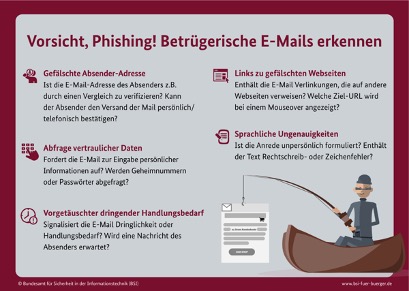 Vorsicht, Phishing! Betrügerische E-Mails erkennen
Gefälschte Absender-Adresse
Ist die E-Mail-Adresse des Absenders z.B.
durch einen Vergleich zu verifizieren? Kann
der Absender den Versand der Mail persönlich/
telefonisch bestätigen?
Abfrage vertraulicher Daten
Fordert die E-Mail zur Eingabe persönlicher
Informationen auf? Werden Geheimnummern
oder Passwörter abgefragt?
Vorgetäuschter dringender Handlungsbedarf
Signalisiert die E-Mail Dringlichkeit oder
Handlungsbedarf? Wird eine Nachricht des
Absenders erwartet?
Links zu gefälschten Webseiten
Enthält die E-Mail Verlinkungen, die auf andere
Webseiten verweisen? Welche Ziel-URL wird
bei einem Mouseover angezeigt?
Sprachliche Ungenauigkeiten
Ist die Anrede unpersönlich formuliert? Enthält
der Text Rechtschreib- oder Zeichenfehler?
© Bundesamt für Sicherheit in der Informationstechnik (BSI)
www.bsi-fuer-buerger.de